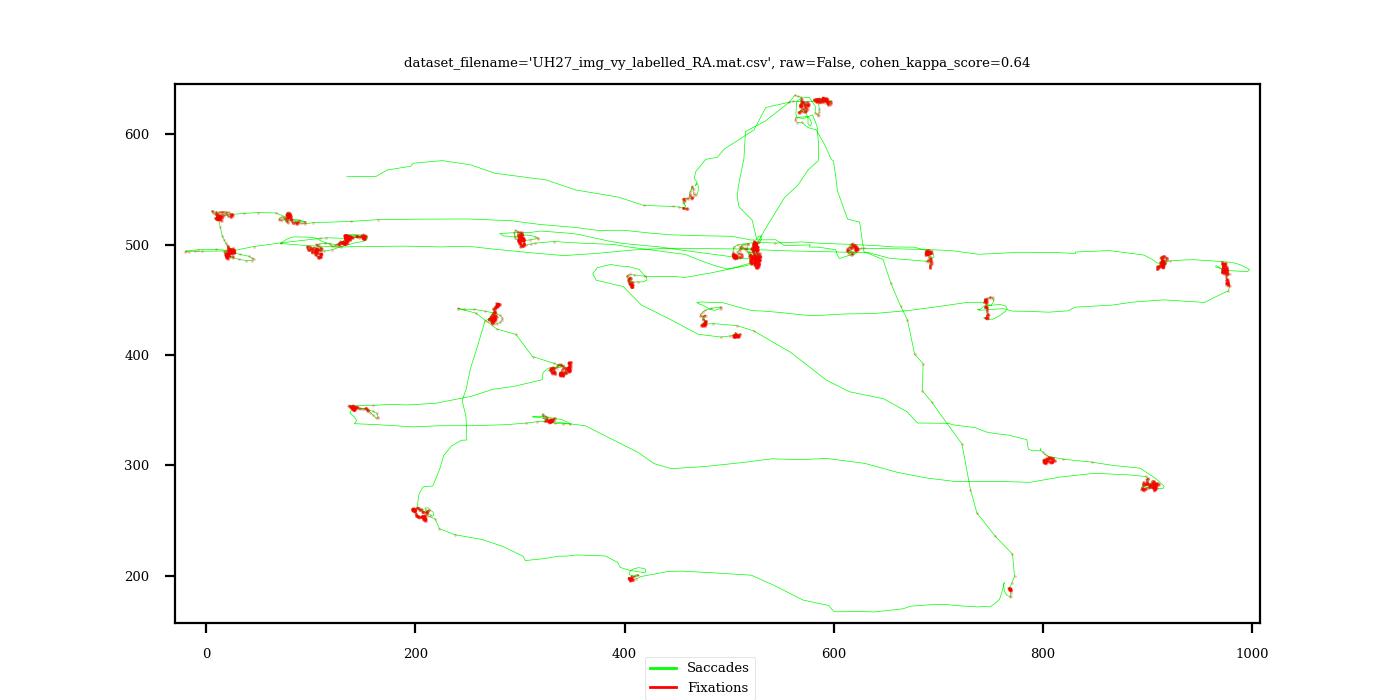 dataset_filename='UH27_img_vy_labelled_RA.mat.csv', raw=False, cohen_kappa_score=0.64
600
500
400
300
200
0 200 400 600 800 1000
Saccades
Fixations